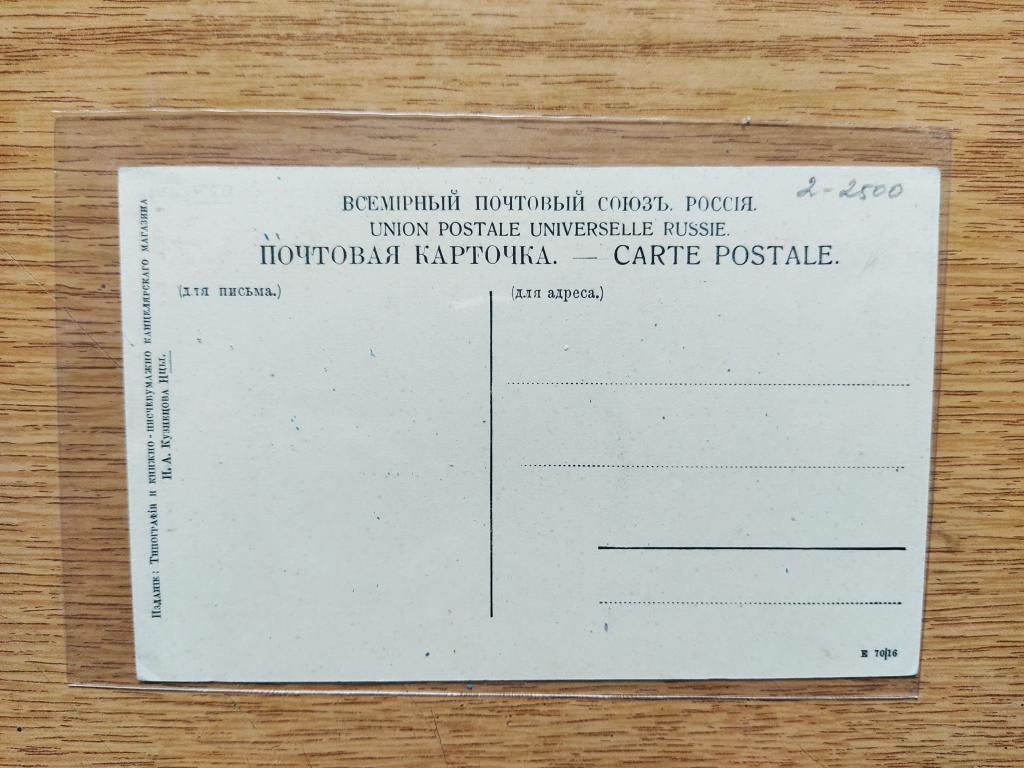 2-2500
ВСЕМІРНЫЙ ПОЧТОВЫЙ СОЮЗЪ. РОССІЯ.
UNION POSTALE UNIVERSELLE RUSSIE.
ПОЧТОВАЯ КАРТОЧКА. — CARTE POSTALE.
(для письма.)
(для адреса.)
Изданіе: Типографіи и книжно-писчебумажно канцелярскаго магазина
И. А. Кузнецова Нцы.
E 70/16